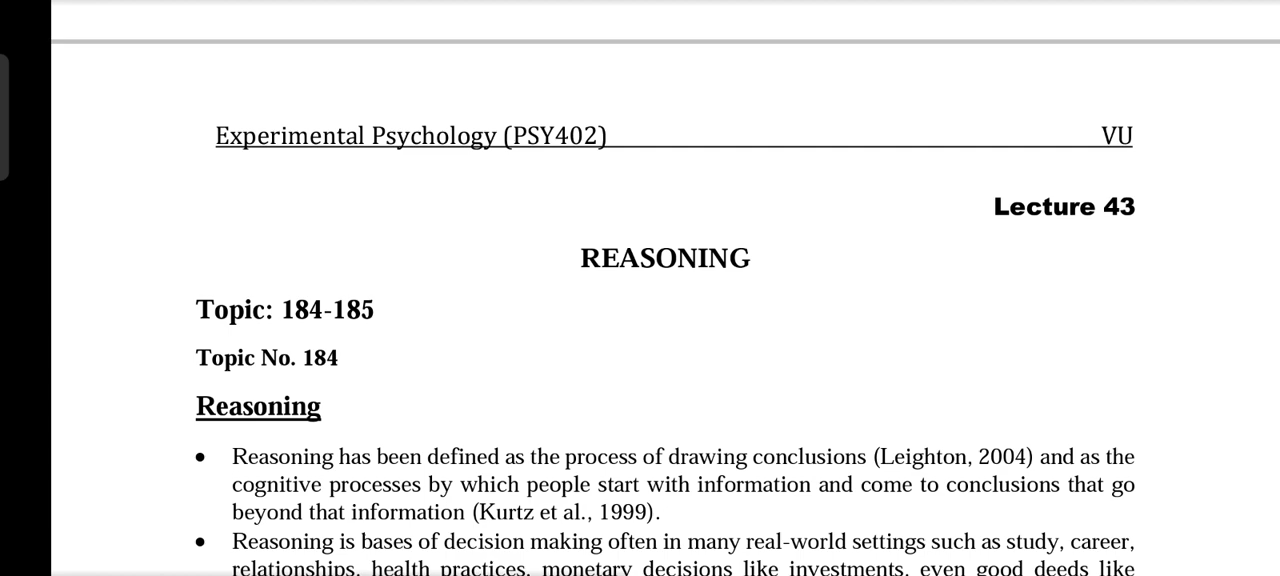 Experimental Psychology (PSY402) VU
Lecture 43
REASONING
Topic: 184-185
Topic No. 184
Reasoning
• Reasoning has been defined as the process of drawing conclusions (Leighton, 2004) and as the
cognitive processes by which people start with information and come to conclusions that go
beyond that information (Kurtz et al., 1999).
• Reasoning is bases of decision making often in many real-world settings such as study, career,
relationships, health practices, monetary decisions like investments, even good deeds like